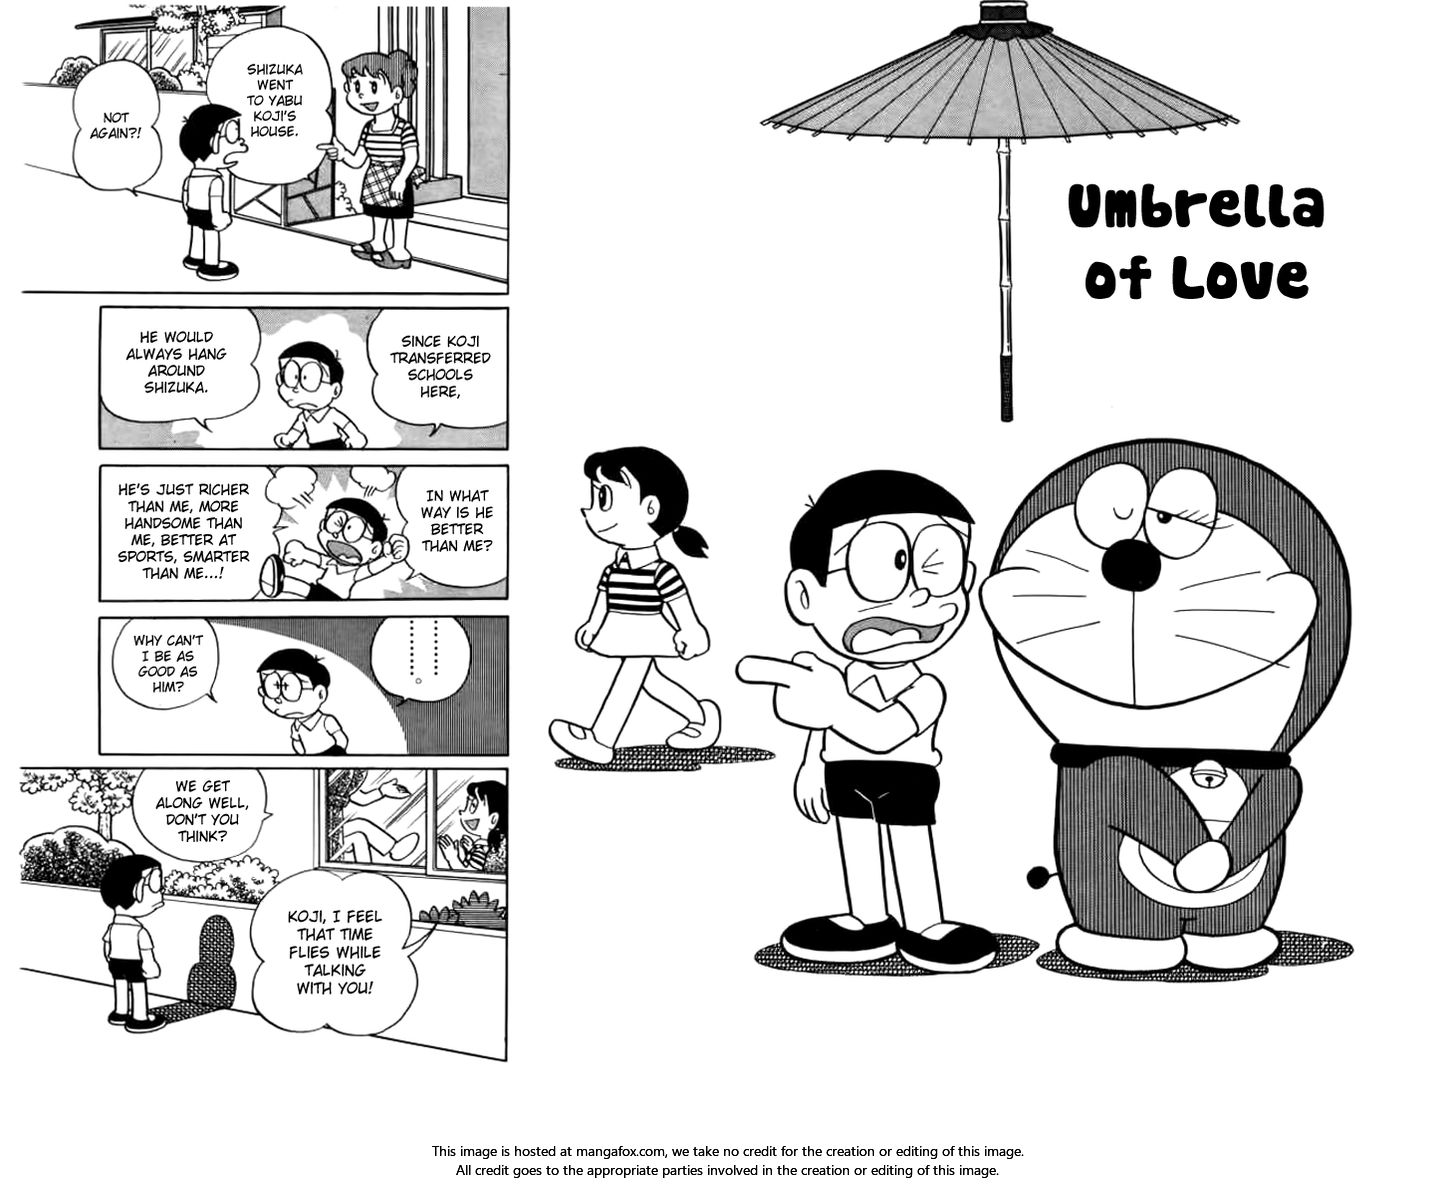 Umbrella
of Love
SHIZUKA
WENT
TO YABU
KOJI'S
HOUSE.
NOT
AGAIN?!
SINCE KOJI
TRANSFERRED
SCHOOLS
HERE,
HE WOULD
ALWAYS HANG
AROUND
SHIZUKA.
IN WHAT
WAY IS HE
BETTER
THAN ME?
HE'S JUST RICHER
THAN ME, MORE
HANDSOME THAN
ME, BETTER AT
SPORTS, SMARTER
THAN ME...!
......。
WHY CAN'T
I BE AS
GOOD AS
HIM?
WE GET
ALONG WELL,
DON'T YOU
THINK?
KOJI, I FEEL
THAT TIME
FLIES WHILE
TALKING
WITH YOU!
This image is hosted at mangafox.com, we take no credit for the creation or editing of this image.
All credit goes to the appropriate parties involved in the creation or editing of this image.